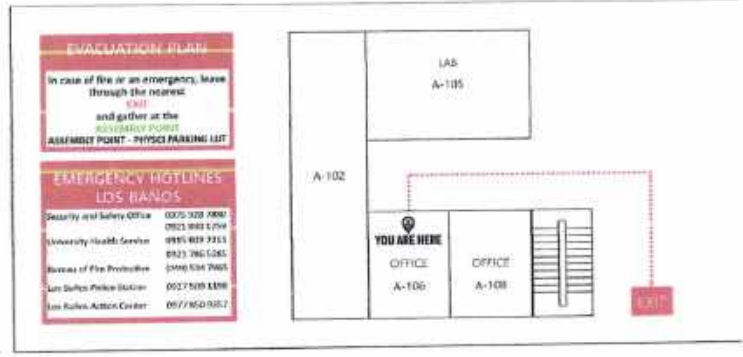 EVACUATION PLAN
In case of fire or an emergency, leave
through the nearest
EXIT
and gather at the
ASSEMBLY POINT
ASSEMBLY POINT - PHYSCI PARKING LOT
EMERGENCY HOTLINES
LOS BAÑOS
Security and Safety Office
University Health Service
Bureau of Fire Protection
Los Baños Police Station
Los Baños Action Center
A-102
LAB
A-105
YOU ARE HERE
OFFICE
A-106
OFFICE
A-108
EXIT